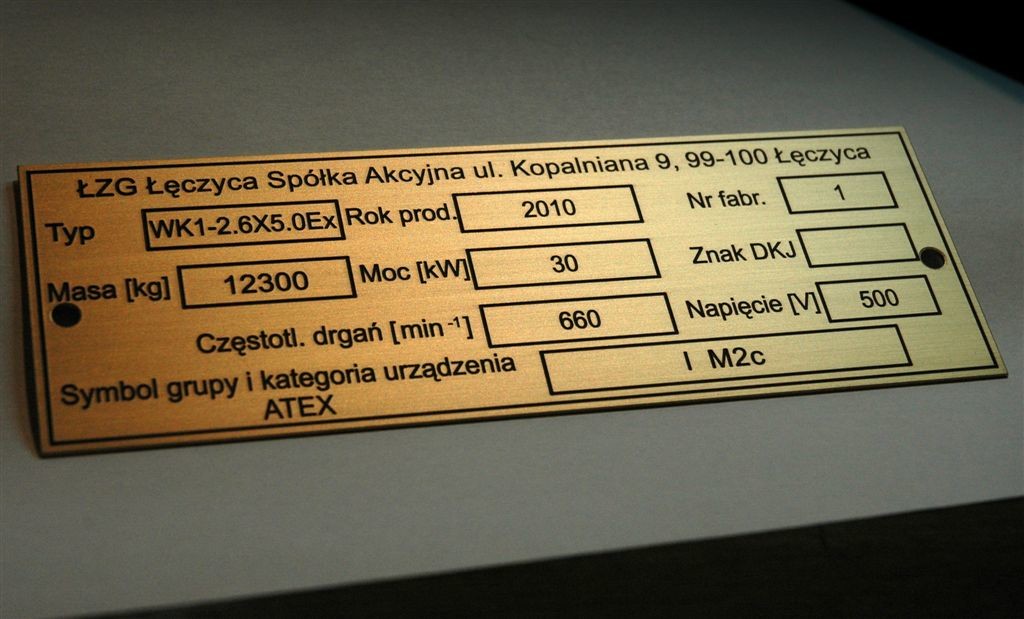 ŁZG Łęczyca Spółka Akcyjna ul. Kopalniana 9, 99-100 Łęczyca
Typ WK1-2.6X5.0Ex Rok prod. 2010 Nr fabr. 1
Masa [kg] 12300 Moc [kW] 30 Znak DKJ
Częstotl. drgań [min⁻¹] 660 Napięcie [V] 500
Symbol grupy i kategoria urządzenia I M2c
ATEX